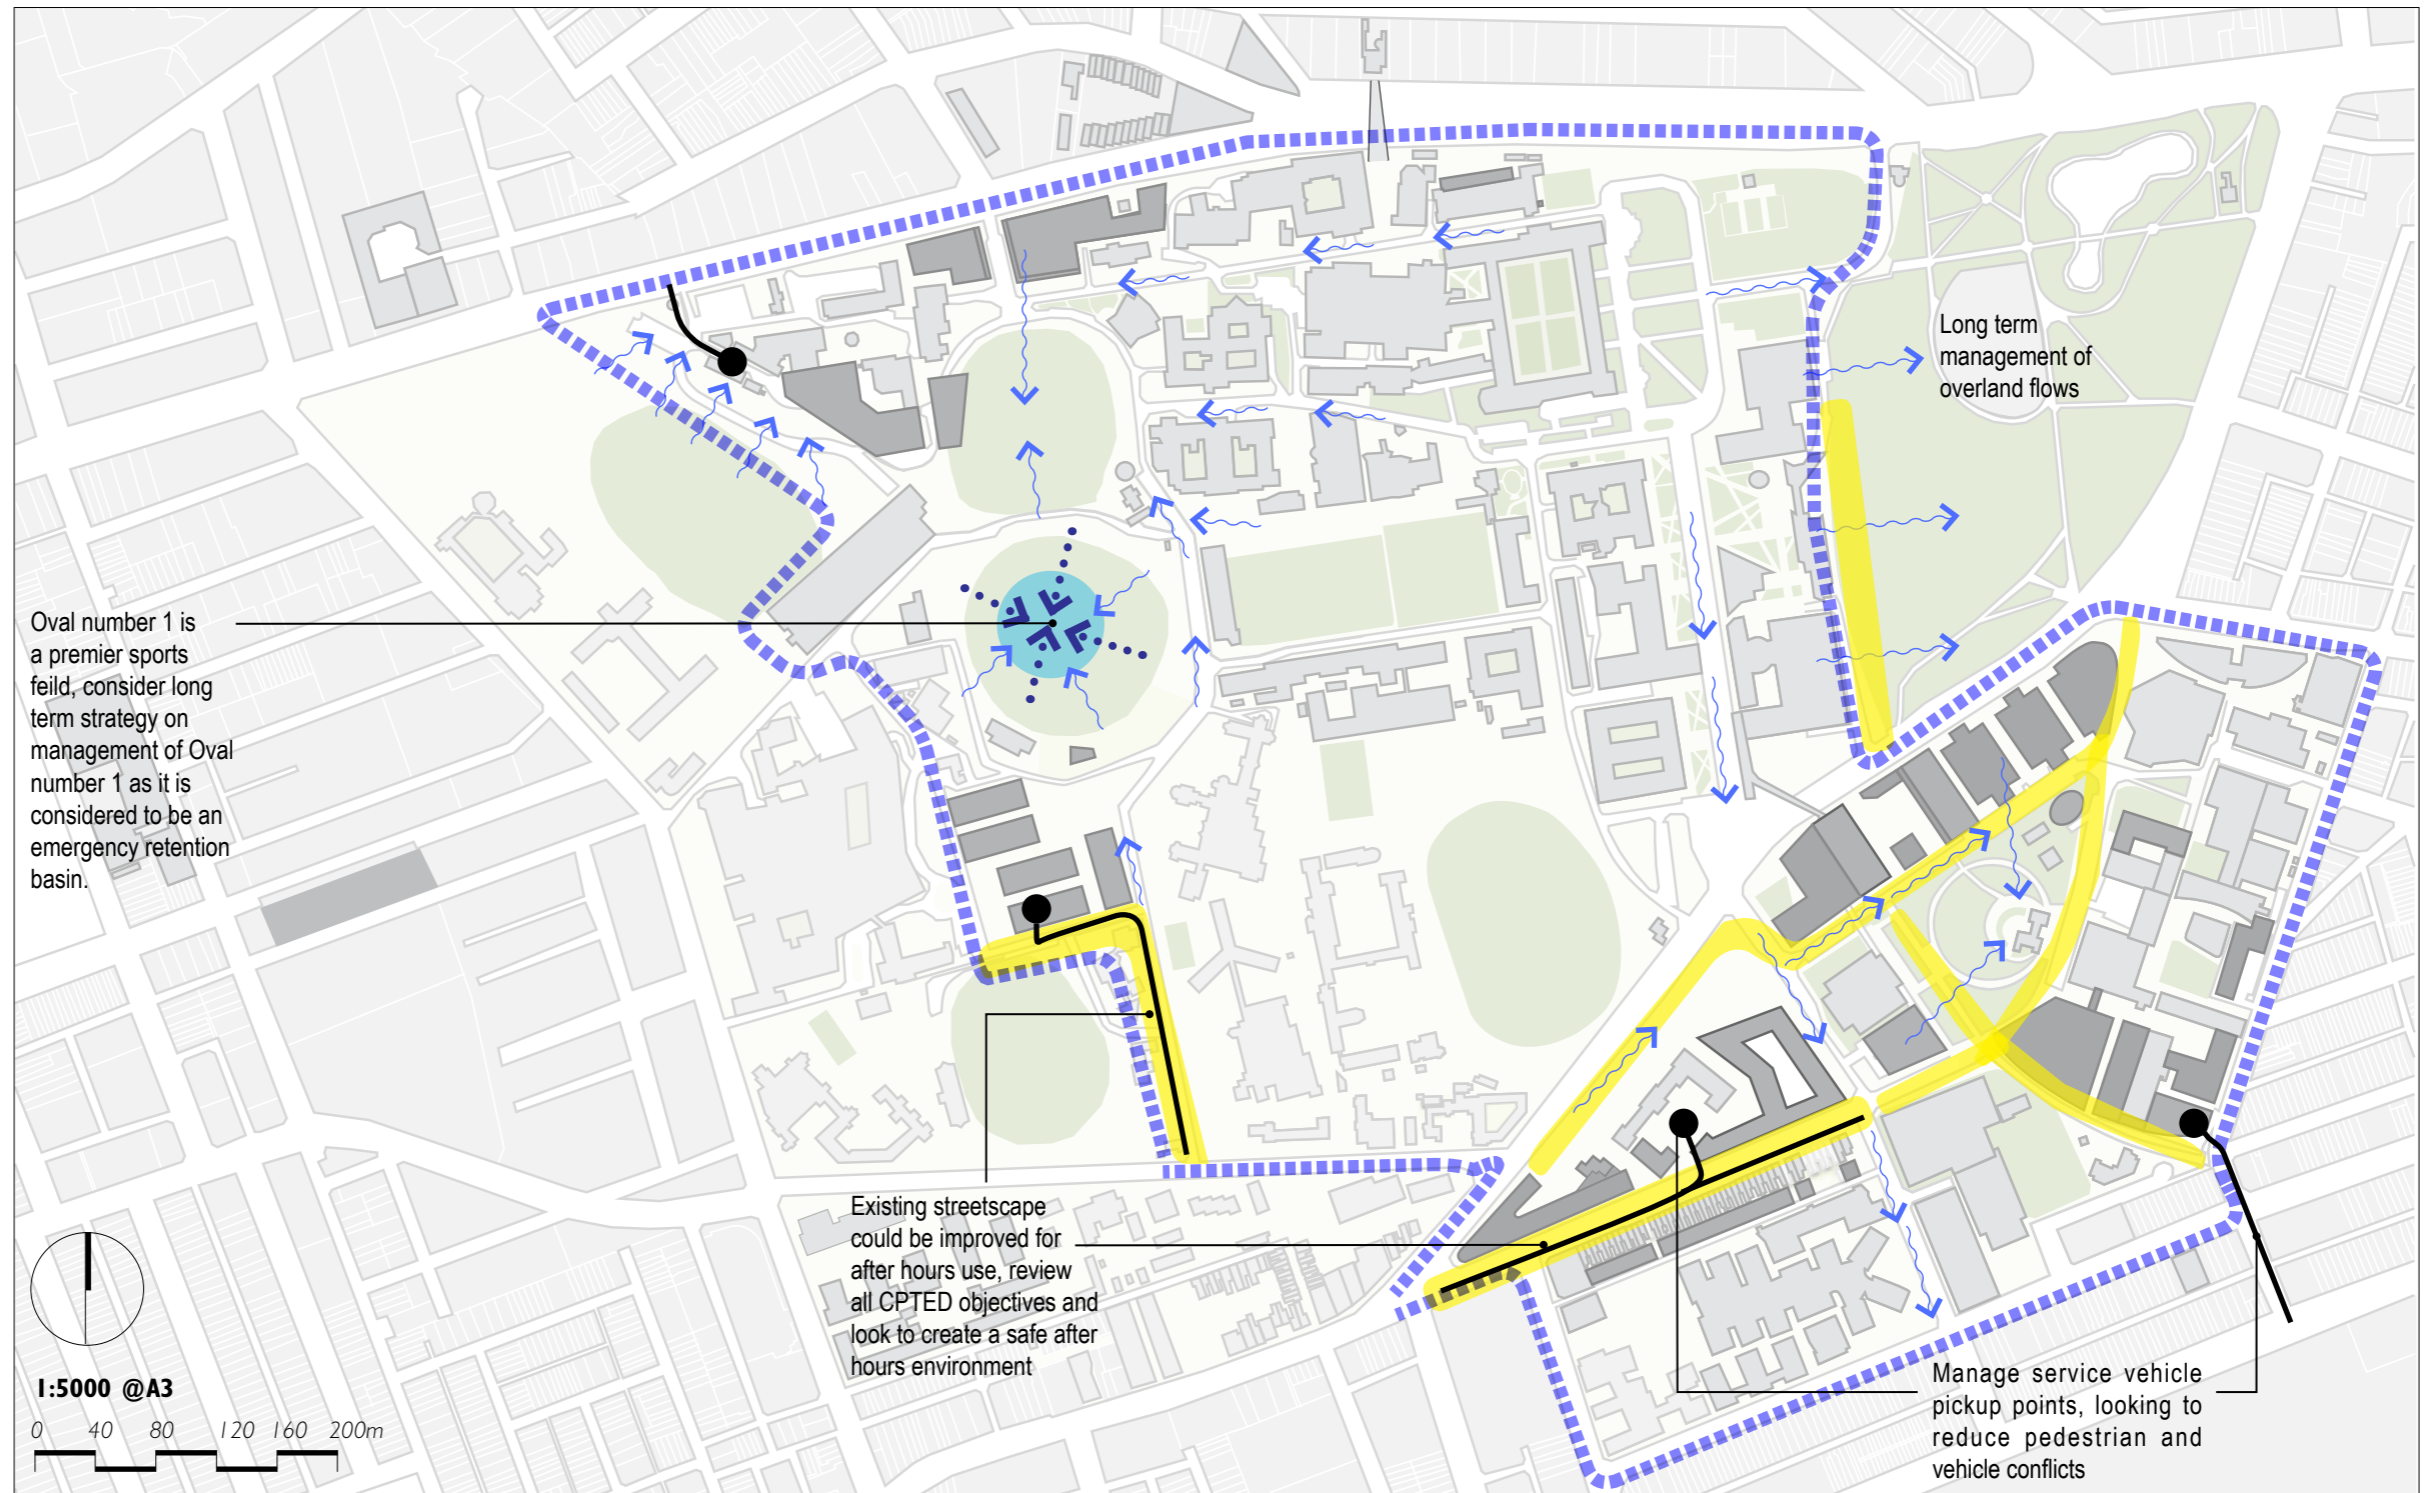 Long term
management of
overland flows
Oval number 1 is
a premier sports
feild, consider long
term strategy on
management of Oval
number 1 as it is
considered to be an
emergency retention
basin.
Existing streetscape
could be improved for
after hours use, review
all CPTED objectives and
look to create a safe after
hours environment
Manage service vehicle
pickup points, looking to
reduce pedestrian and
vehicle conflicts
1:5000 @A3
0 40 80 120 160 200m